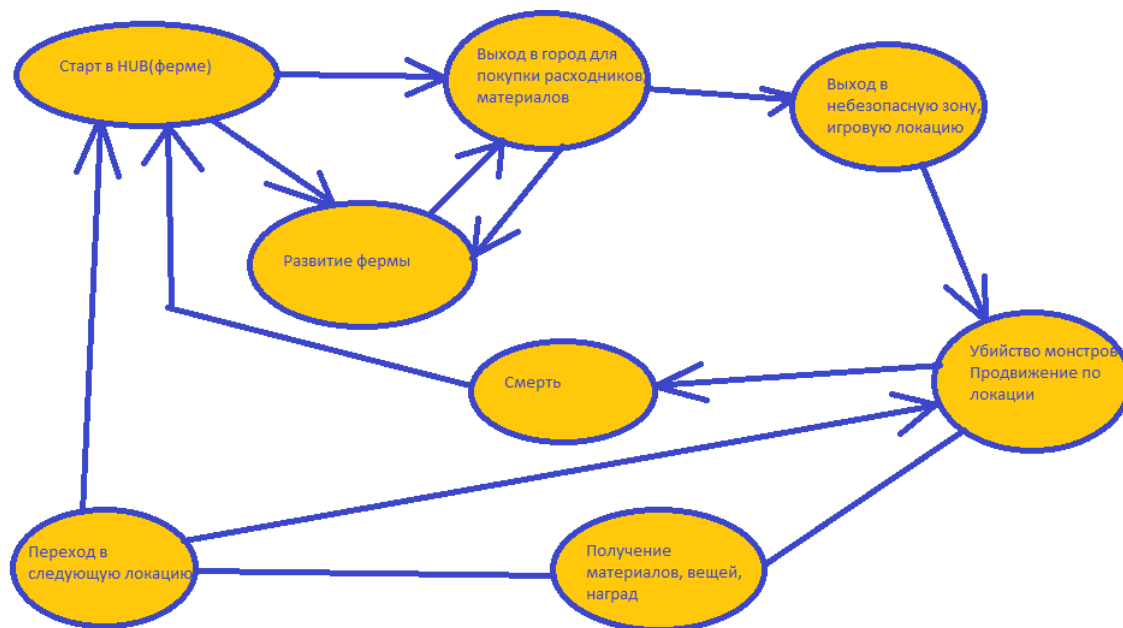 Старт в HUB(ферме)
Выход в город для
покупки расходников,
материалов
Выход в
небезопасную зону,
игровую локацию
Развитие фермы
Смерть
Убийство монстров
Продвижение по
локации
Переход в
следующую локацию
Получение
материалов, вещей,
наград